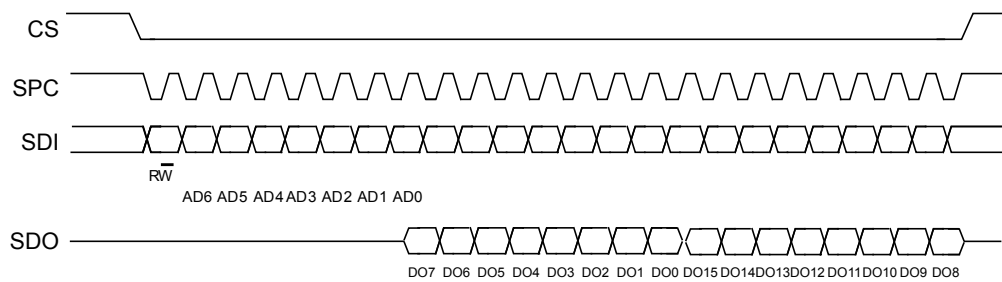 CS
SPC
SDI
RW̅
AD6 AD5 AD4 AD3 AD2 AD1 AD0
SDO
DO7 DO6 DO5 DO4 DO3 DO2 DO1 DO0 DO15 DO14 DO13 DO12 DO11 DO10 DO9 DO8